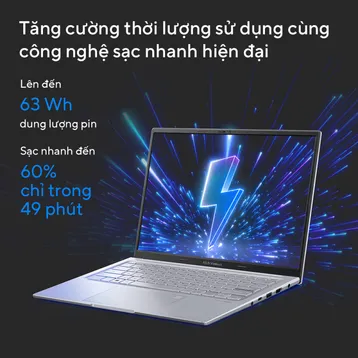 Tăng cường thời lượng sử dụng cùng
công nghệ sạc nhanh hiện đại
Lên đến
63 Wh
dung lượng pin
Sạc nhanh đến
60%
chỉ trong
49 phút